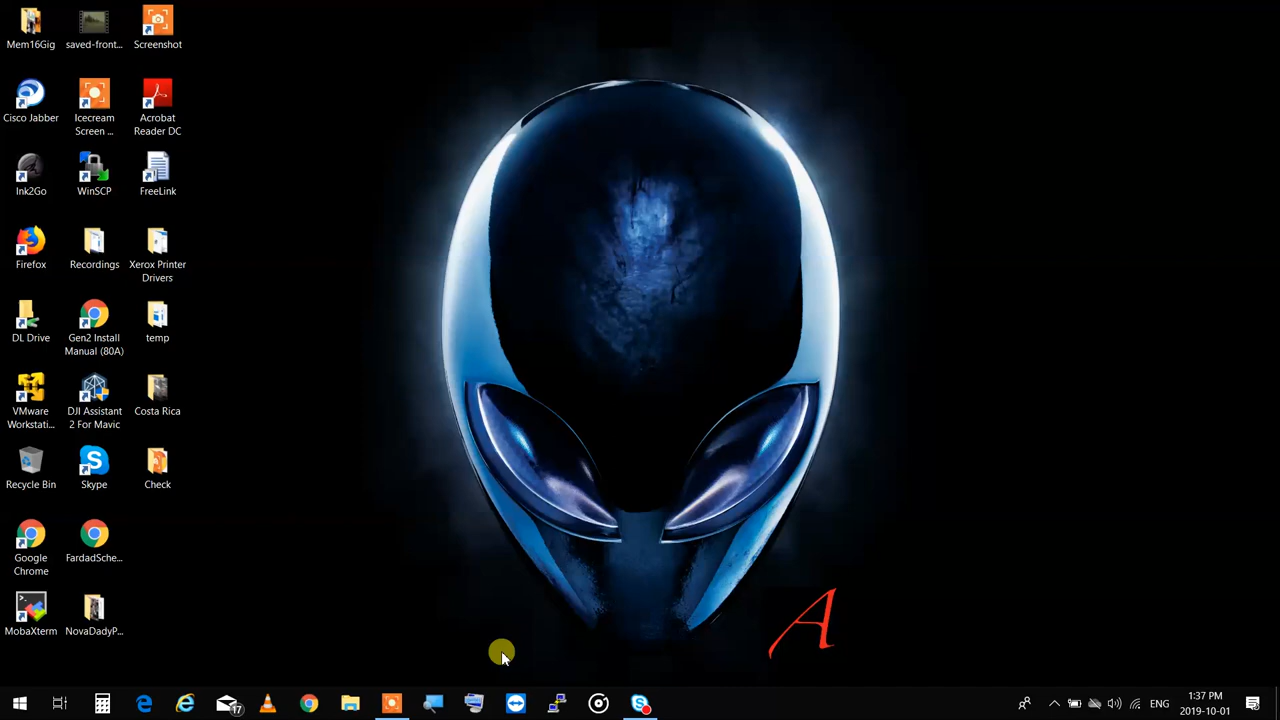 Mem16Gig
saved-front...
Screenshot
Cisco Jabber
Icecream
Screen ...
Acrobat
Reader DC
Ink2Go
WinSCP
FreeLink
Firefox
Recordings
Xerox Printer
Drivers
DL Drive
Gen2 Install
Manual (80A)
temp
VMware
Workstati...
DJI Assistant
2 For Mavic
Costa Rica
Recycle Bin
Skype
Check
Google
Chrome
FardadSche...
MobaXterm
NovaDadyP...
A
17
ENG
1:37 PM
2019-10-01